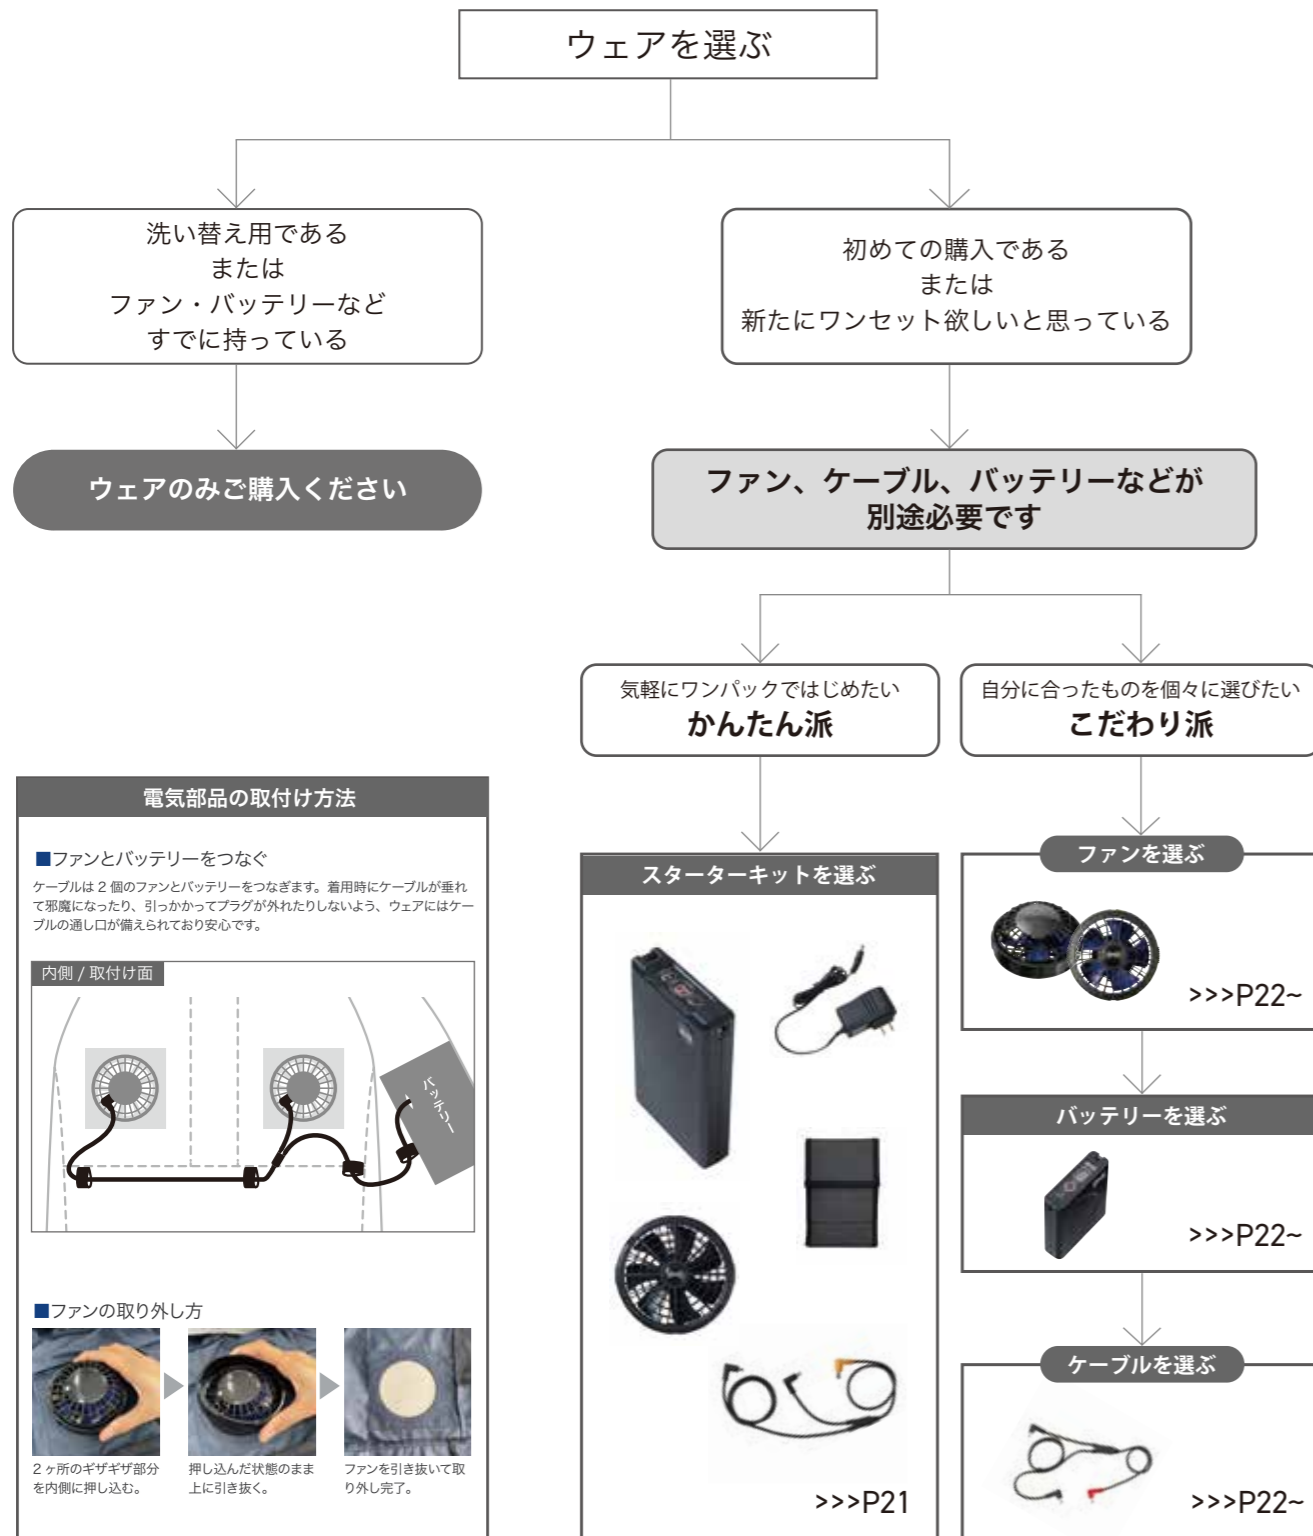 ウェアを選ぶ
洗い替え用である
または
ファン・バッテリーなど
すでに持っている
初めての購入である
または
新たにワンセット欲しいと思っている
ウェアのみご購入ください
ファン、ケーブル、バッテリーなどが
別途必要です
気軽にワンパックではじめたい
かんたん派
自分に合ったものを個々に選びたい
こだわり派
電気部品の取付け方法
■ファンとバッテリーをつなぐ
ケーブルは 2 個のファンとバッテリーをつなぎます。着用時にケーブルが垂れ
て邪魔になったり、引っかかってプラグが外れたりしないよう、ウェアにはケー
ブルの通し口が備えられており安心です。
内側 / 取付け面
バッテリー
■ファンの取り外し方
2 ヶ所のギザギザ部分
を内側に押し込む。
押し込んだ状態のまま
上に引き抜く。
ファンを引き抜いて取
り外し完了。
スターターキットを選ぶ
>>>P21
ファンを選ぶ
>>>P22~
バッテリーを選ぶ
>>>P22~
ケーブルを選ぶ
>>>P22~